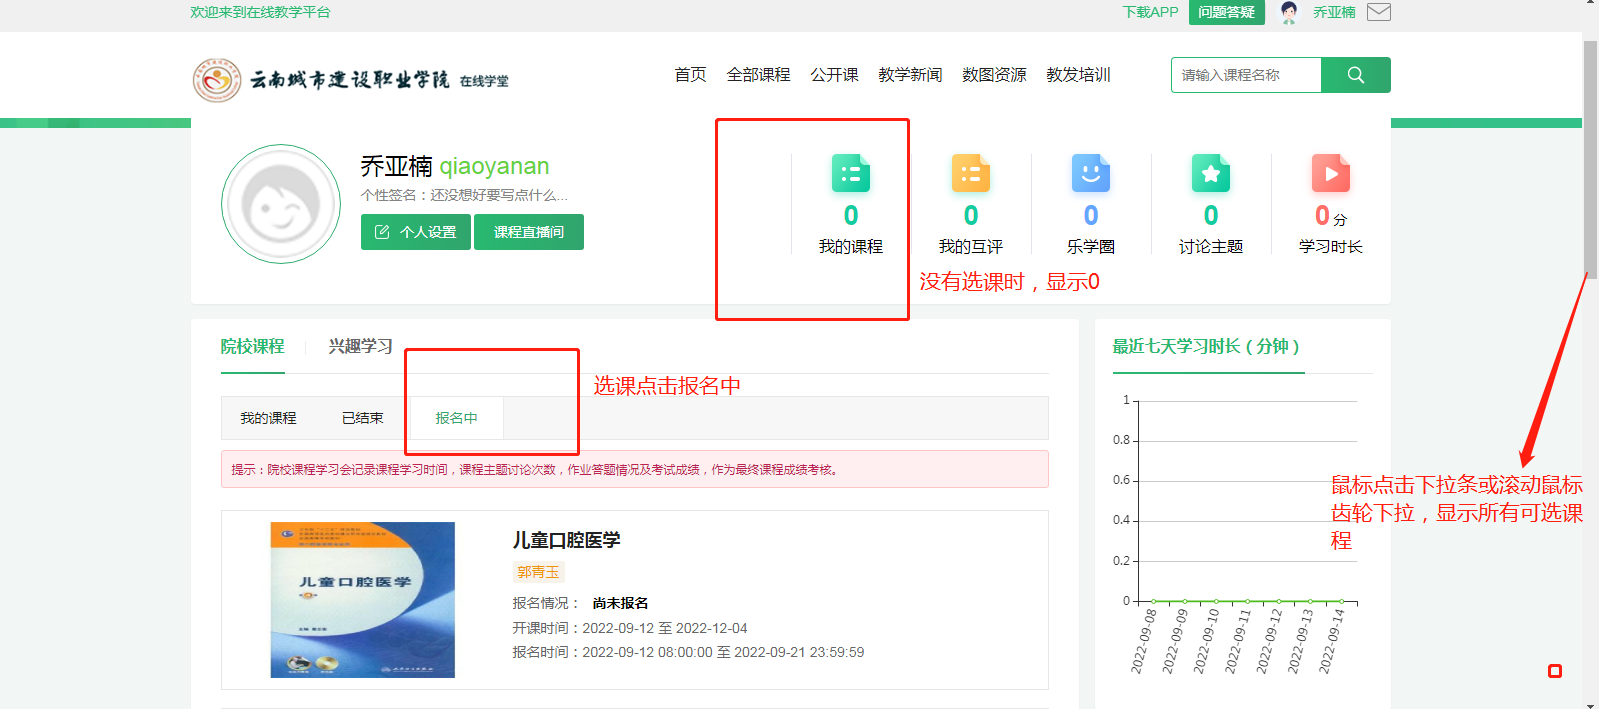 欢迎来到在线教学平台
下载APP 问题答疑 乔亚楠
云南城市建设职业学院 在线学堂
首页 全部课程 公开课 教学新闻 数图资源 教发培训
请输入课程名称
乔亚楠 qiaoyanan
个性签名：还没想好要写点什么...
个人设置 课程直播间
0 0 0 0 0 分
我的课程 我的互评 乐学圈 讨论主题 学习时长
没有选课时，显示0
院校课程 兴趣学习
选课点击报名中
我的课程 已结束 报名中
提示：院校课程学习会记录课程学习时间，课程主题讨论次数，作业答题情况及考试成绩，作为最终课程成绩考核。
儿童口腔医学
儿童口腔医学
郭青玉
报名情况： 尚未报名
开课时间：2022-09-12 至 2022-12-04
报名时间：2022-09-12 08:00:00 至 2022-09-21 23:59:59
最近七天学习时长（分钟）
1
0.8
0.6
0.4
0.2
0
2022-09-08
2022-09-09
2022-09-10
2022-09-11
2022-09-12
2022-09-13
2022-09-14
鼠标点击下拉条或滚动鼠标
齿轮下拉，显示所有可选课
程